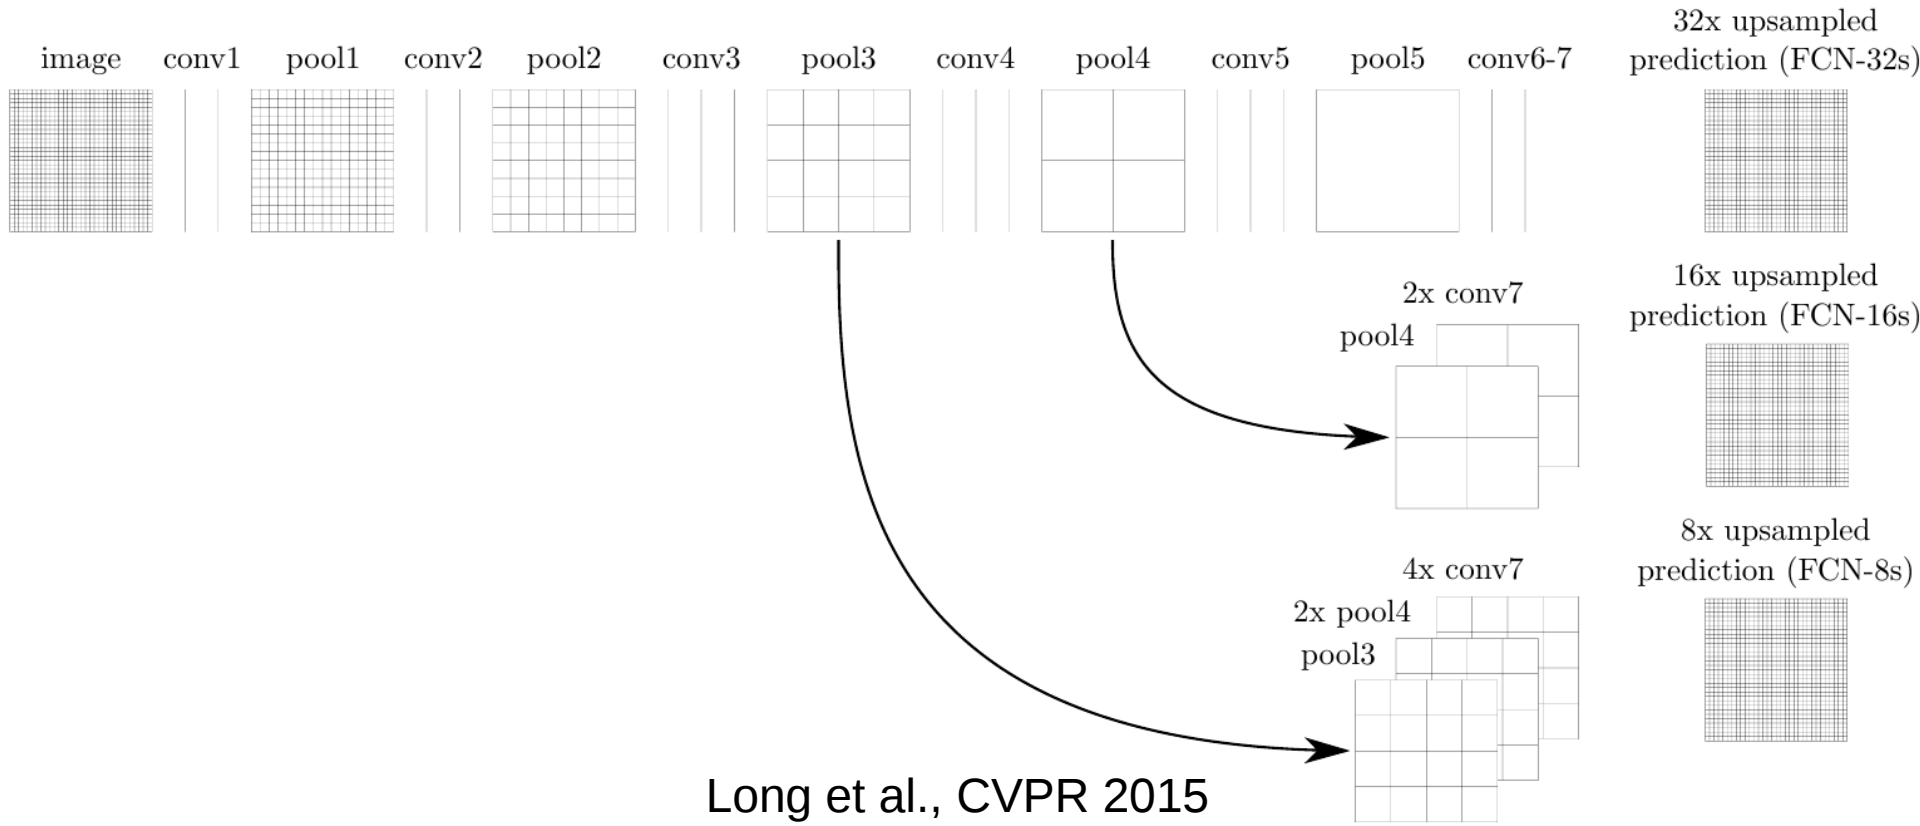 image
conv1
pool1
conv2
pool2
conv3
pool3
conv4
pool4
conv5
pool5
conv6-7
32x upsampled
prediction (FCN-32s)
2x conv7
pool4
16x upsampled
prediction (FCN-16s)
4x conv7
2x pool4
pool3
8x upsampled
prediction (FCN-8s)
Long et al., CVPR 2015